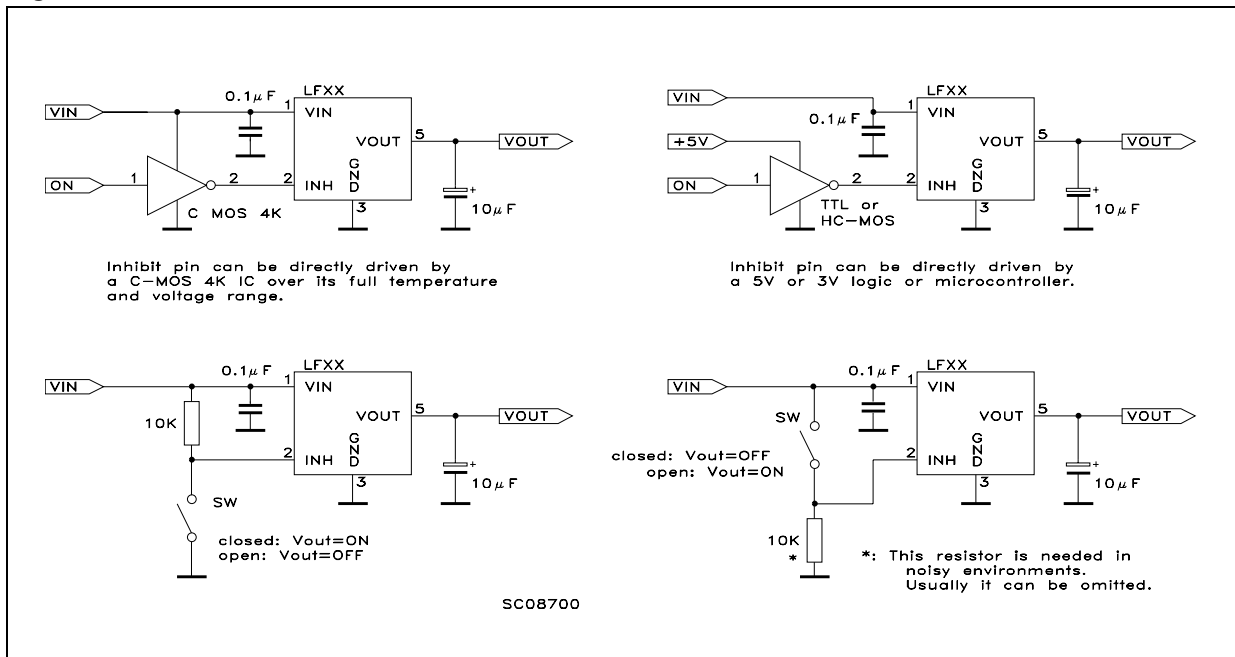 LFXX
VIN
0.1µF
1
VIN
VOUT
5
VOUT
GND
ON
1
2
2
INH
3
+
10µF
C MOS 4K
Inhibit pin can be directly driven by
a C-MOS 4K IC over its full temperature
and voltage range.
LFXX
VIN
0.1µF
1
VIN
+5V
VOUT
5
VOUT
GND
ON
1
2
2
INH
3
+
10µF
TTL or
HC-MOS
Inhibit pin can be directly driven by
a 5V or 3V logic or microcontroller.
LFXX
VIN
0.1µF
1
VIN
10K
VOUT
5
VOUT
GND
2
INH
3
+
10µF
SW
closed: Vout=ON
open: Vout=OFF
LFXX
VIN
0.1µF
1
VIN
SW
VOUT
5
VOUT
GND
closed: Vout=OFF
open: Vout=ON
2
INH
3
+
10µF
10K
*
*: This resistor is needed in
noisy environments.
Usually it can be omitted.
SC08700